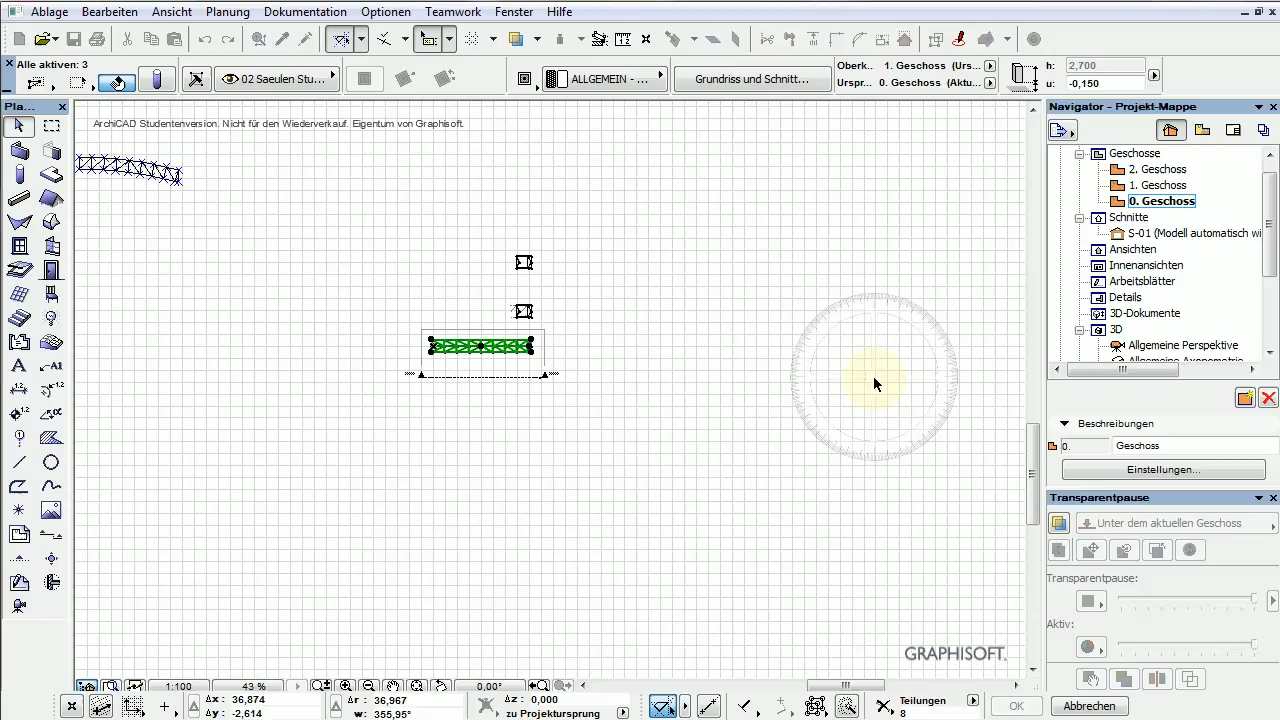 Ablage Bearbeiten Ansicht Planung Dokumentation Optionen Teamwork Fenster Hilfe
Alle aktiven: 3
02 Saeulen Stu...
ALLGEMEIN - ...
Grundriss und Schnitt...
Oberk.. 1. Geschoss (Urs...
Urspr.. 0. Geschoss (Aktu...
h: 2,700
u: -0,150
Pla...
ArchiCAD Studentenversion. Nicht für den Wiederverkauf. Eigentum von Graphisoft.
Navigator - Projekt-Mappe
Geschosse
2. Geschoss
1. Geschoss
0. Geschoss
Schnitte
S-01 (Modell automatisch wi
Ansichten
Innenansichten
Arbeitsblätter
Details
3D-Dokumente
3D
Allgemeine Perspektive
Allgemeine Axonometrie
Beschreibungen
0. Geschoss
Einstellungen...
Transparentpause
Unter dem aktuellen Geschoss
Transparentpause:
Aktiv:
GRAPHISOFT.
1:100 43 % 0,00°
Δx: 36,874
Δy: -2,614
Δr: 36,967
w: 355,95°
Δz: 0,000
zu Projektursprung
Teilungen
8
OK
Abbrechen